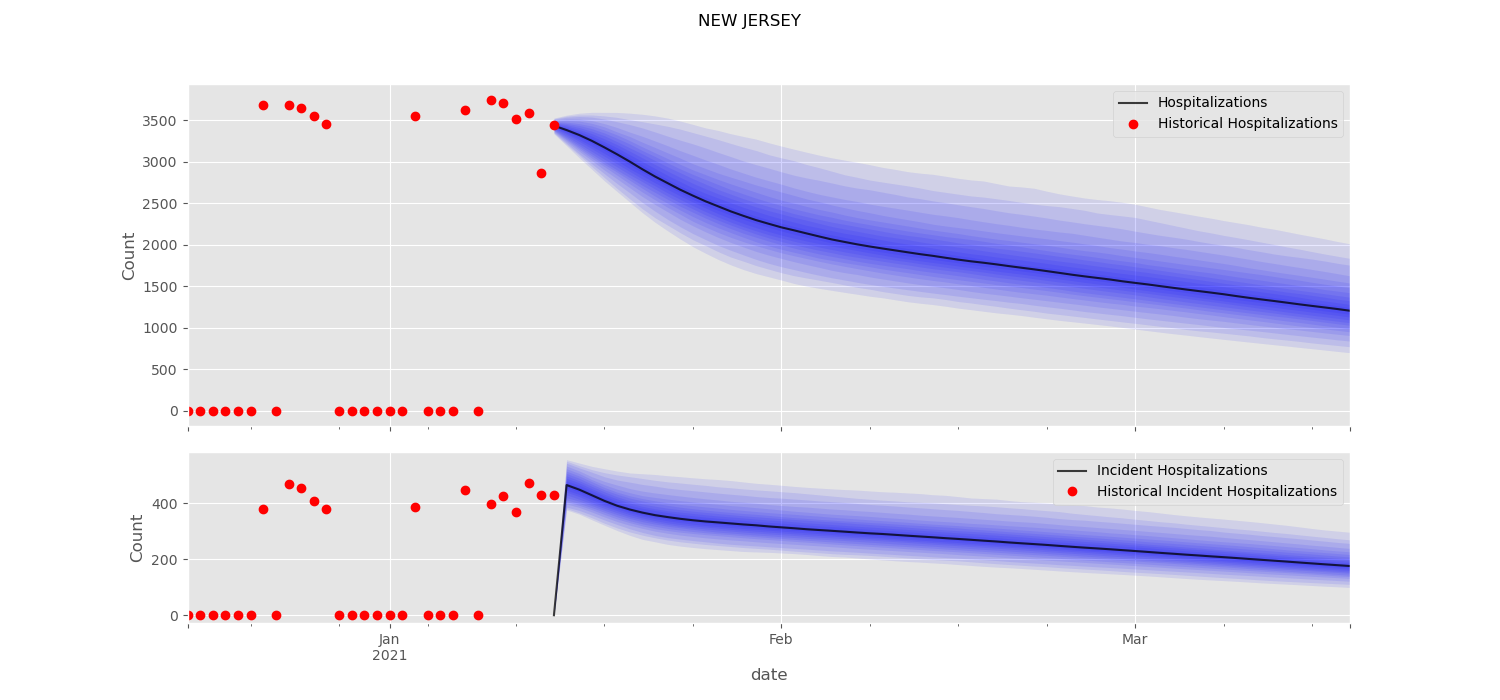 NEW JERSEY
Hospitalizations
Historical Hospitalizations
Count
3500
3000
2500
2000
1500
1000
500
0
Incident Hospitalizations
Historical Incident Hospitalizations
Count
400
200
0
Jan
2021
Feb
Mar
date